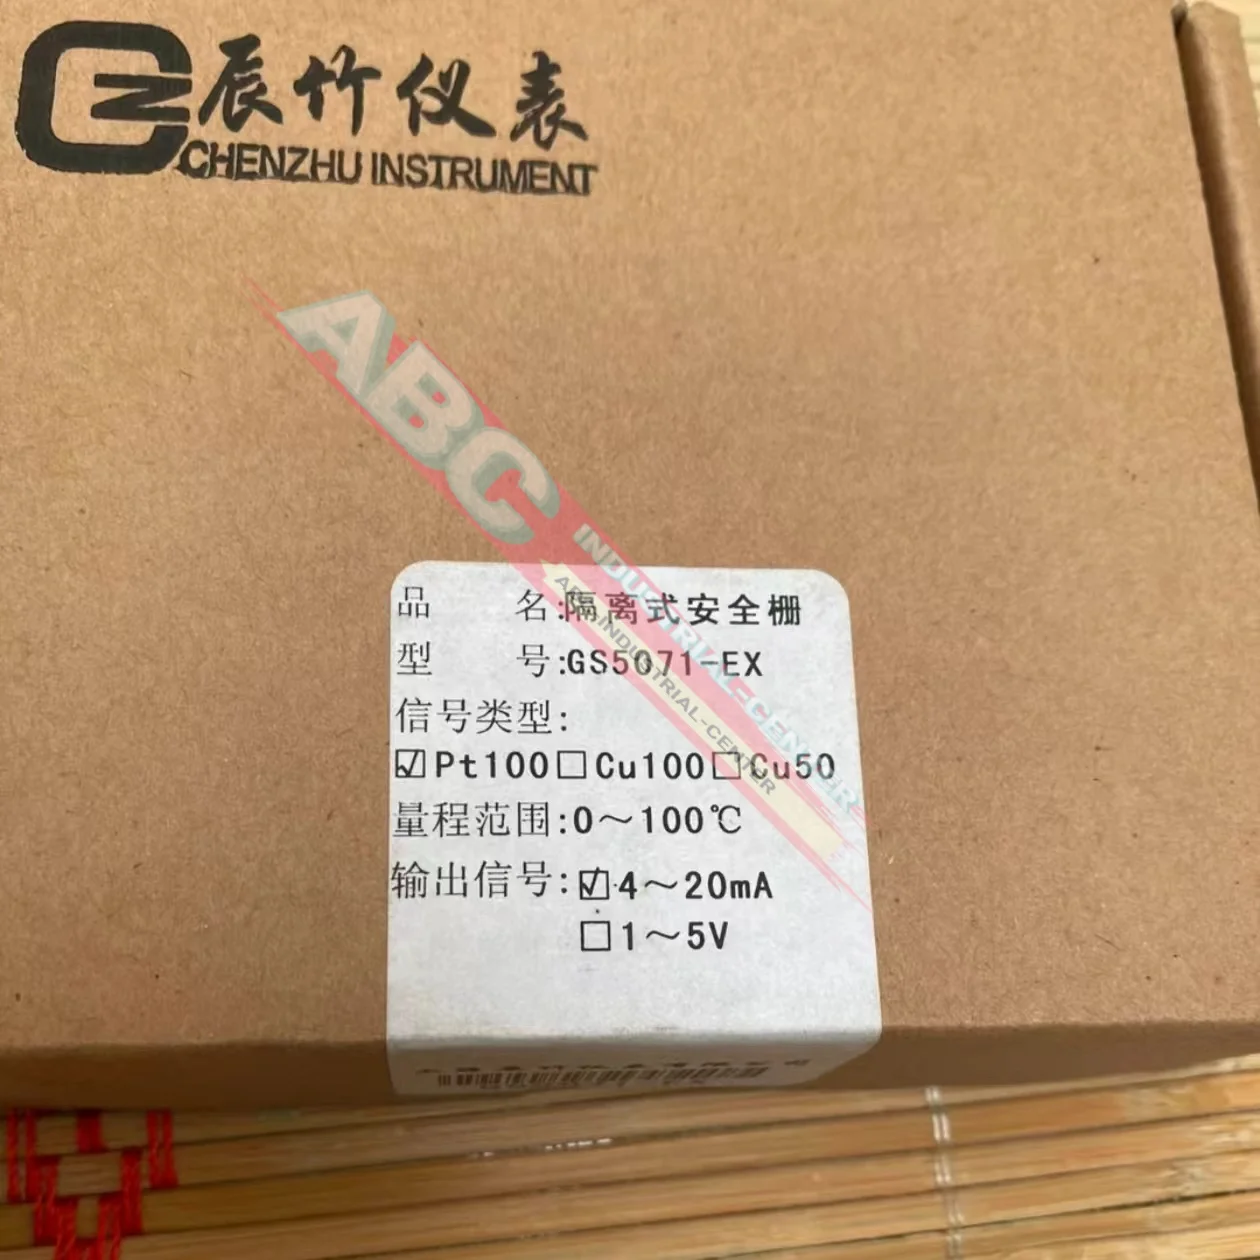 辰竹仪表
CHENZHU INSTRUMENT
ABC
INDUSTRIAL-CENTER
ABC-INDUSTRIAL-CENTER
品 名:隔离式安全栅
型 号:GS5071-EX
信号类型:
☑Pt100☐Cu100☐Cu50
量程范围:0～100℃
输出信号:☑4～20mA
☐1～5V